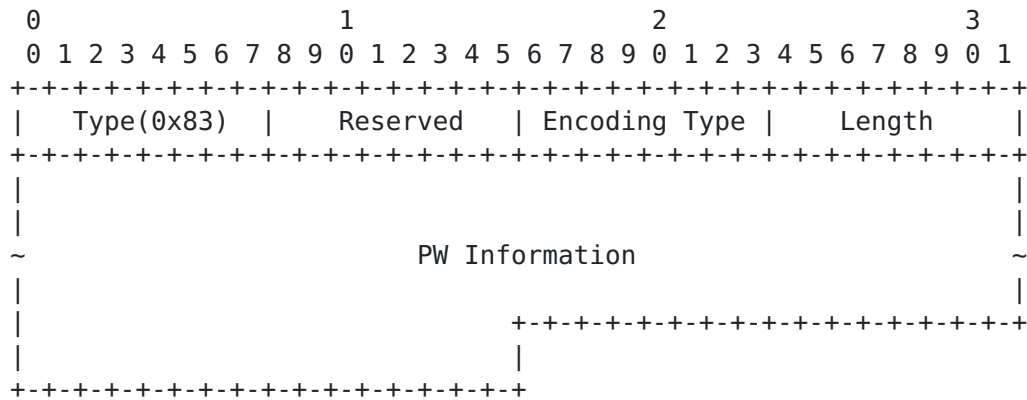 0                   1                   2                   3
 0 1 2 3 4 5 6 7 8 9 0 1 2 3 4 5 6 7 8 9 0 1 2 3 4 5 6 7 8 9 0 1
+-+-+-+-+-+-+-+-+-+-+-+-+-+-+-+-+-+-+-+-+-+-+-+-+-+-+-+-+-+-+-+-+
|   Type(0x83)  |    Reserved   | Encoding Type |    Length     |
+-+-+-+-+-+-+-+-+-+-+-+-+-+-+-+-+-+-+-+-+-+-+-+-+-+-+-+-+-+-+-+-+
|                                                               |
|                                                               |
~                         PW Information                        ~
|                                                               |
|                               +-+-+-+-+-+-+-+-+-+-+-+-+-+-+-+-+
|                               |
+-+-+-+-+-+-+-+-+-+-+-+-+-+-+-+-+